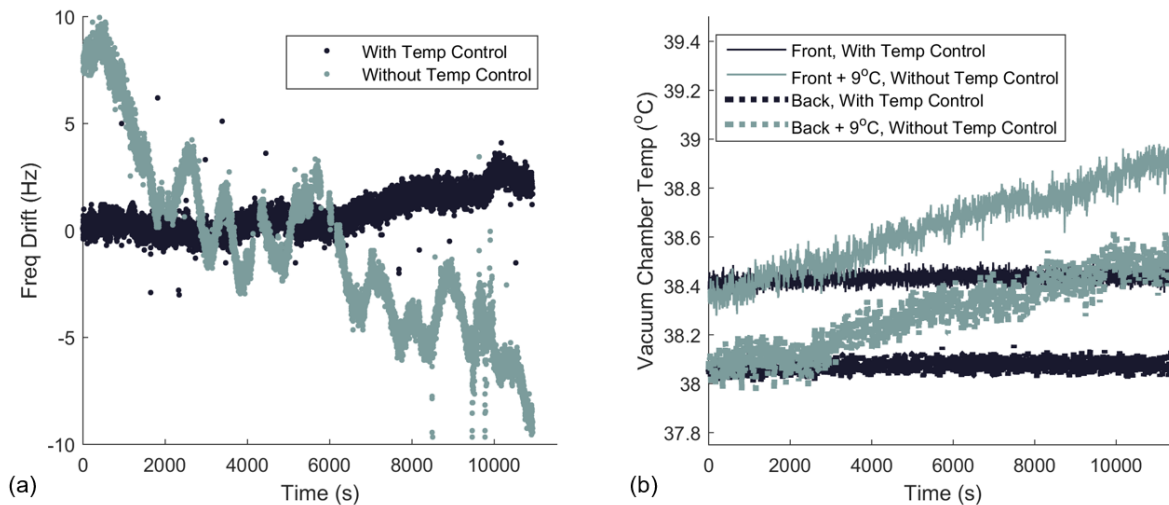 10
5
0
-5
-10
Freq Drift (Hz)
With Temp Control
Without Temp Control
0 2000 4000 6000 8000 10000
Time (s)
(a)
39.4
39.2
39
38.8
38.6
38.4
38.2
38
37.8
Vacuum Chamber Temp (°C)
Front, With Temp Control
Front + 9°C, Without Temp Control
Back, With Temp Control
Back + 9°C, Without Temp Control
0 2000 4000 6000 8000 10000
Time (s)
(b)